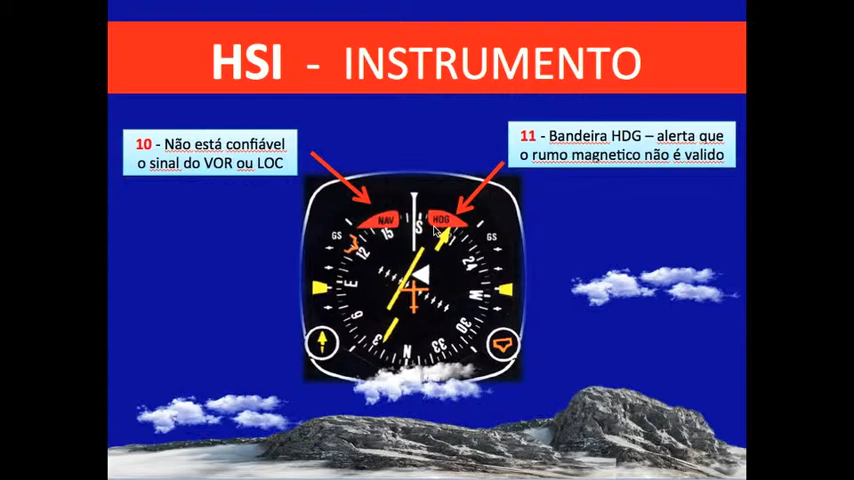 HSI - INSTRUMENTO
10 - Não está confiável
o sinal do VOR ou LOC
11 - Bandeira HDG – alerta que
o rumo magnetico não é valido
NAV
HDG
GS
GS
S
15
12
E
6
3
N
33
30
W
24